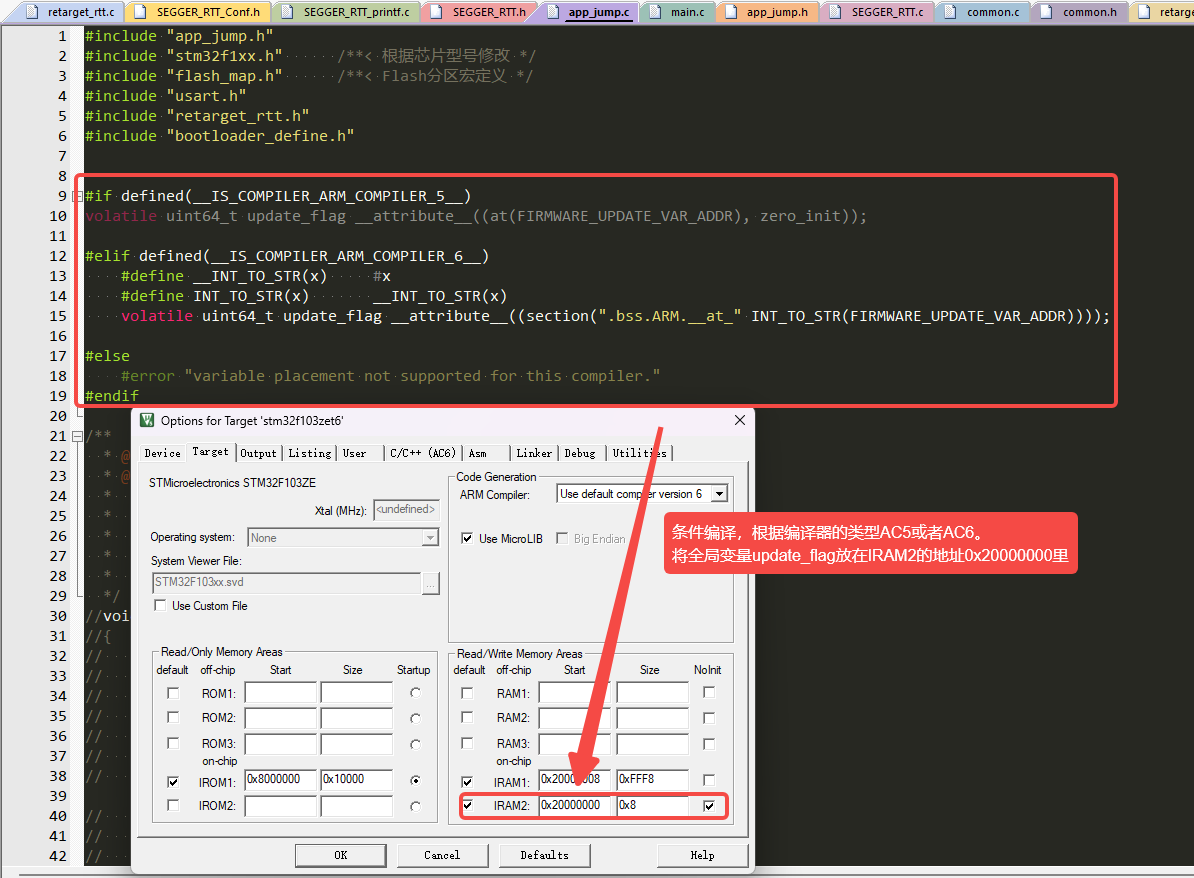 retarget_rtt.c SEGGER_RTT_Conf.h SEGGER_RTT_printf.c SEGGER_RTT.h app_jump.c main.c app_jump.h SEGGER_RTT.c common.c common.h retarge
1 #include "app_jump.h"
2 #include "stm32f1xx.h" /**< 根据芯片型号修改 */
3 #include "flash_map.h" /**< Flash分区宏定义 */
4 #include "usart.h"
5 #include "retarget_rtt.h"
6 #include "bootloader_define.h"
7
8
9 #if defined(__IS_COMPILER_ARM_COMPILER_5__)
10 volatile uint64_t update_flag __attribute__((at(FIRMWARE_UPDATE_VAR_ADDR), zero_init));
11
12 #elif defined(__IS_COMPILER_ARM_COMPILER_6__)
13 #define __INT_TO_STR(x) #x
14 #define INT_TO_STR(x) __INT_TO_STR(x)
15 volatile uint64_t update_flag __attribute__((section(".bss.ARM.__at_" INT_TO_STR(FIRMWARE_UPDATE_VAR_ADDR))));
16
17 #else
18 #error "variable placement not supported for this compiler."
19 #endif
20
21 /**
22 * @
23 * @
24 *
25 *
26 *
27 *
28 *
29 */
30 //voi
31 //{
32 //
33 //
34 //
35 //
36 //
37 //
38 //
39
40 //
41 //
42 //
Options for Target 'stm32f103zet6'
Device Target Output Listing User C/C++ (AC6) Asm Linker Debug Utilities
STMicroelectronics STM32F103ZE
Xtal (MHz): <undefined>
Operating system: None
System Viewer File:
STM32F103xx.svd ...
Use Custom File
Code Generation
ARM Compiler: Use default compiler version 6
Use MicroLIB Big Endian
条件编译，根据编译器的类型AC5或者AC6。
将全局变量update_flag放在IRAM2的地址0x20000000里
Read/Only Memory Areas
default off-chip Start Size Startup
ROM1:
ROM2:
ROM3:
on-chip
IROM1: 0x8000000 0x10000
IROM2:
Read/Write Memory Areas
default off-chip Start Size NoInit
RAM1:
RAM2:
RAM3:
on-chip
IRAM1: 0x20000008 0xFFF8
IRAM2: 0x20000000 0x8
OK Cancel Defaults Help